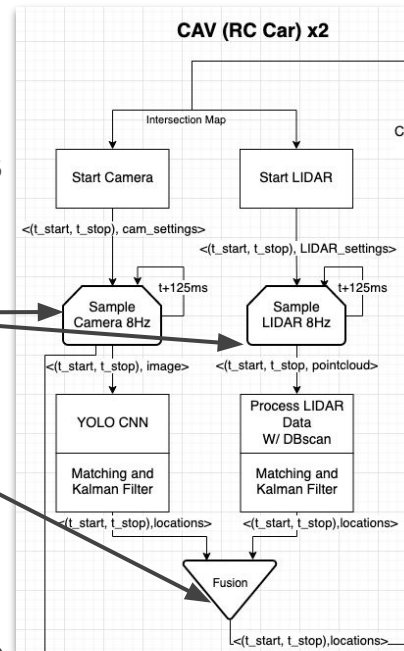 CAV (RC Car) x2
Intersection Map
C
Start Camera
Start LIDAR
<(t_start, t_stop), cam_settings>
<(t_start, t_stop), LIDAR_settings>
t+125ms
t+125ms
Sample
Camera 8Hz
Sample
LIDAR 8Hz
<(t_start, t_stop), image>
<(t_start, t_stop, pointcloud>
YOLO CNN
Process LIDAR
Data
W/ DBscan
Matching and
Kalman Filter
Matching and
Kalman Filter
<(t_start, t_stop),locations>
<(t_start, t_stop),locations>
Fusion
<(t_start, t_stop),locations>